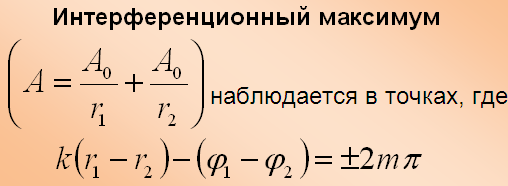 Интерференционный максимум
(A = A₀/r₁ + A₀/r₂) наблюдается в точках, где
k(r₁ − r₂) − (φ₁ − φ₂) = ±2mπ